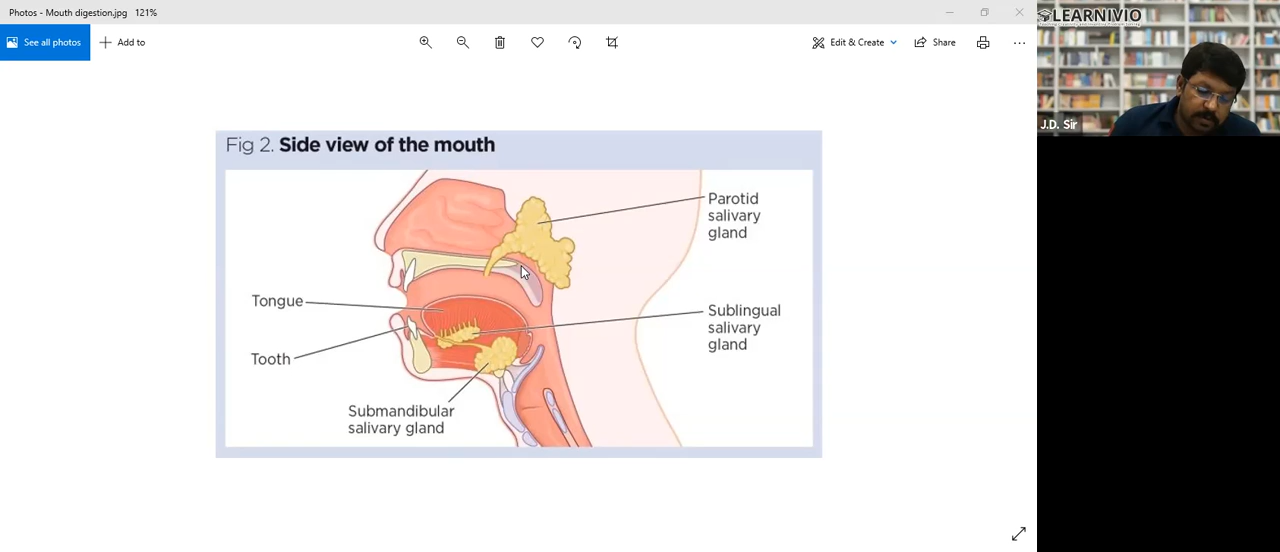 Photos - Mouth digestion.jpg 121%
See all photos
Add to
Edit & Create
Share
LEARNIVIO
J.D. Sir
Fig 2. Side view of the mouth
Parotid
salivary
gland
Tongue
Sublingual
salivary
gland
Tooth
Submandibular
salivary gland